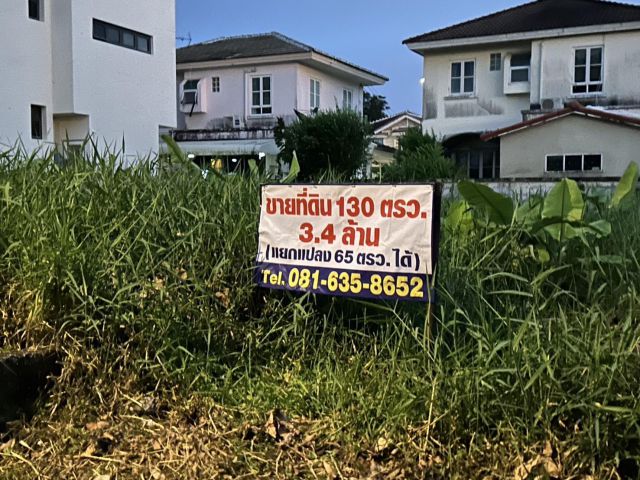 ขายที่ดิน 130 ตรว.
3.4 ล้าน
(แยกแปลง 65 ตรว. ได้)
Tel. 081-635-8652